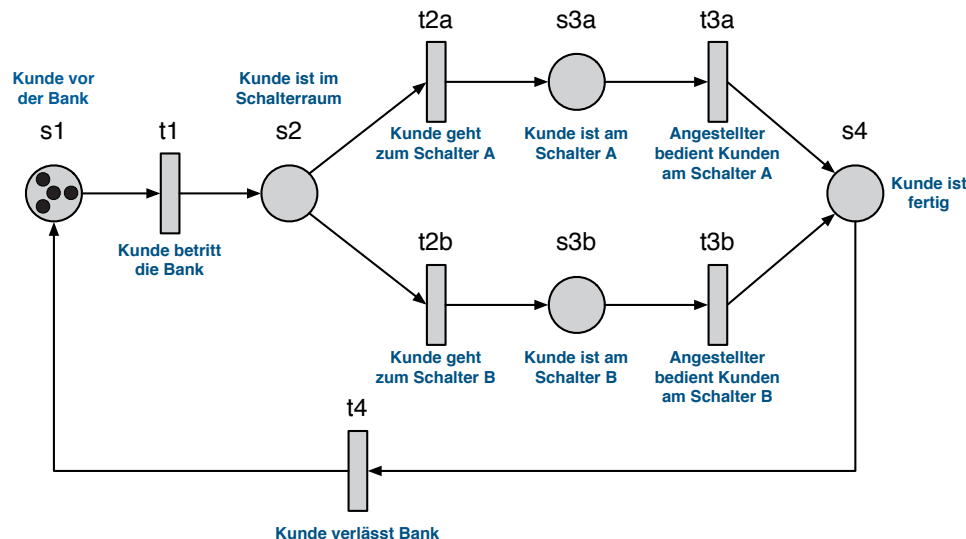 t2a
s3a
t3a
Kunde vor
der Bank
Kunde ist im
Schalterraum
s1
t1
s2
Kunde geht
zum Schalter A
Kunde ist am
Schalter A
Angestellter
bedient Kunden
am Schalter A
s4
Kunde ist
fertig
Kunde betritt
die Bank
t2b
s3b
t3b
Kunde geht
zum Schalter B
Kunde ist am
Schalter B
Angestellter
bedient Kunden
am Schalter B
t4
Kunde verlässt Bank